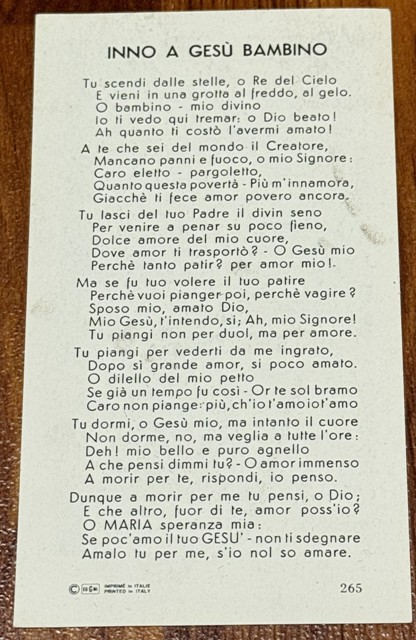 INNO A GESÙ BAMBINO
Tu scendi dalle stelle, o Re del Cielo
E vieni in una grotta al freddo, al gelo.
O bambino - mio divino
Io ti vedo qui tremar: o Dio beato!
Ah quanto ti costò l'avermi amato!
A te che sei del mondo il Creatore,
Mancano panni e fuoco, o mio Signore:
Caro eletto - pargoletto,
Quanto questa povertà - Più m'innamora,
Giacchè ti fece amor povero ancora.
Tu lasci del tuo Padre il divin seno
Per venire a penar su poco fieno,
Dolce amore del mio cuore,
Dove amor ti trasportò? - O Gesù mio
Perchè tanto patir? per amor mio!.
Ma se fu tuo volere il tuo patire
Perchè vuoi pianger poi, perchè vagire?
Sposo mio, amato Dio,
Mio Gesù, t'intendo, sì; Ah, mio Signore!
Tu piangi non per duol, ma per amore.
Tu piangi per vederti da me ingrato,
Dopo sì grande amor, si poco amato.
O dilello del mio petto
Se già un tempo fu così - Or te sol bramo
Caro non pianger più, ch'io t'amo iot'amo
Tu dormi, o Gesù mio, ma intanto il cuore
Non dorme, no, ma veglia a tutte l'ore:
Deh! mio bello e puro agnello
A che pensi dimmi tu? - O amor immenso
A morir per te, rispondi, io penso.
Dunque a morir per me tu pensi, o Dio;
E che altro, fuor di te, amor poss'io?
O MARIA speranza mia:
Se poc'amo il tuo GESU' - non ti sdegnare
Amalo tu per me, s'io nol so amare.
© IMPRIMÉ in ITALIE
PRINTED in ITALY
265